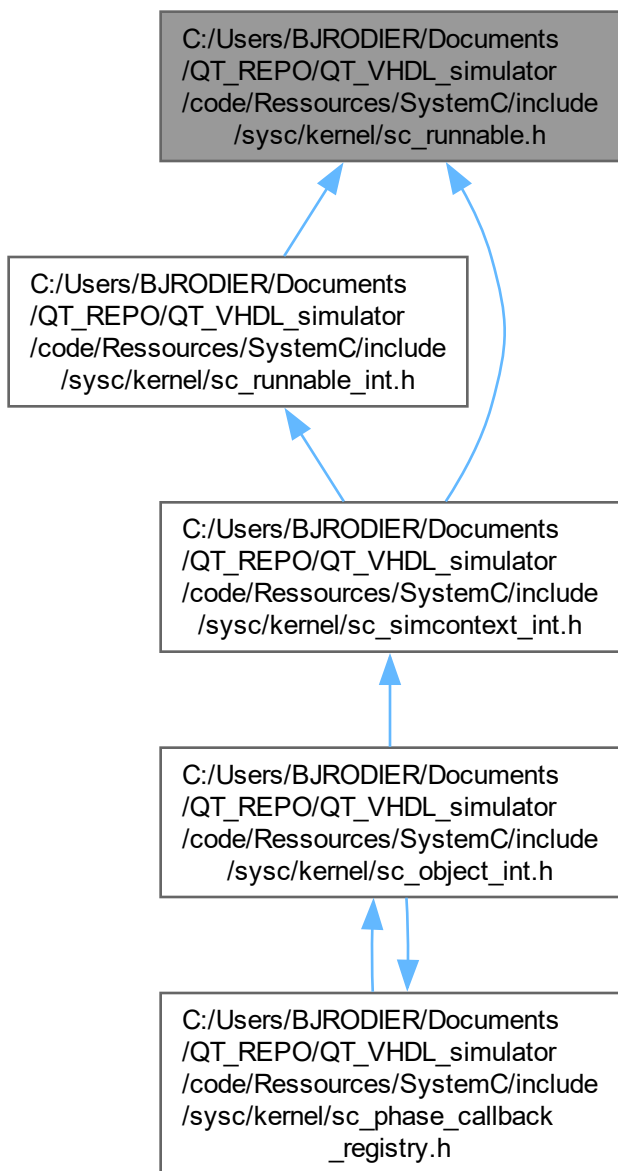 C:/Users/BJRODIER/Documents
/QT_REPO/QT_VHDL_simulator
/code/Ressources/SystemC/include
/sysc/kernel/sc_runnable.h
C:/Users/BJRODIER/Documents
/QT_REPO/QT_VHDL_simulator
/code/Ressources/SystemC/include
/sysc/kernel/sc_runnable_int.h
C:/Users/BJRODIER/Documents
/QT_REPO/QT_VHDL_simulator
/code/Ressources/SystemC/include
/sysc/kernel/sc_simcontext_int.h
C:/Users/BJRODIER/Documents
/QT_REPO/QT_VHDL_simulator
/code/Ressources/SystemC/include
/sysc/kernel/sc_object_int.h
C:/Users/BJRODIER/Documents
/QT_REPO/QT_VHDL_simulator
/code/Ressources/SystemC/include
/sysc/kernel/sc_phase_callback
_registry.h